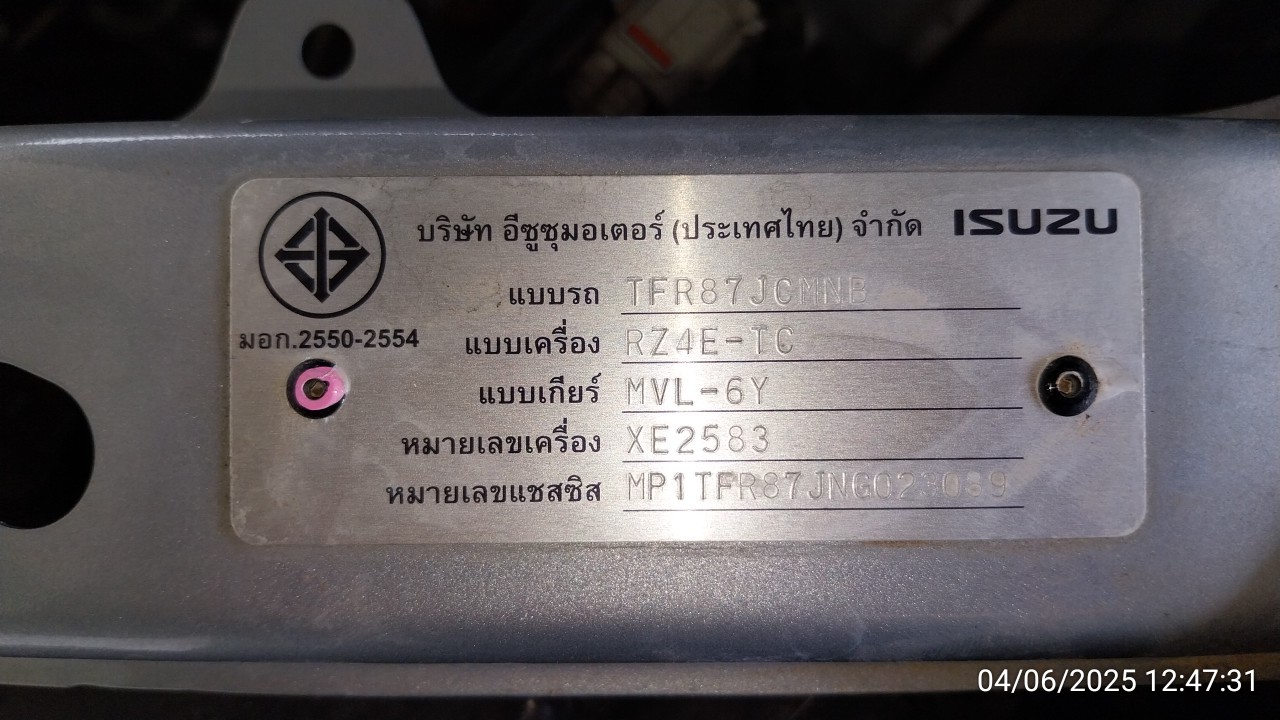 บริษัท อีซูซุมอเตอร์ (ประเทศไทย) จำกัด ISUZU
แบบรถ TFR87JCMNB
มอก.2550-2554
แบบเครื่อง RZ4E-TC
แบบเกียร์ MVL-6Y
หมายเลขเครื่อง XE2583
หมายเลขแชสซิส
04/06/2025 12:47:31